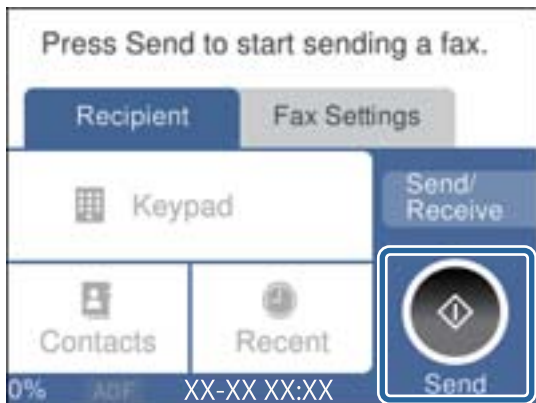 Press Send to start sending a fax.
Recipient
Fax Settings
Keypad
Send/
Receive
Contacts
Recent
Send
0%
ADF
XX-XX XX:XX